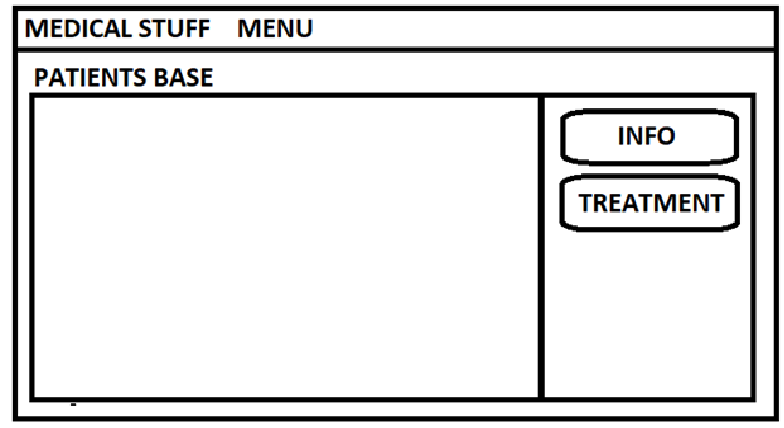 MEDICAL STUFF MENU
PATIENTS BASE
INFO
TREATMENT